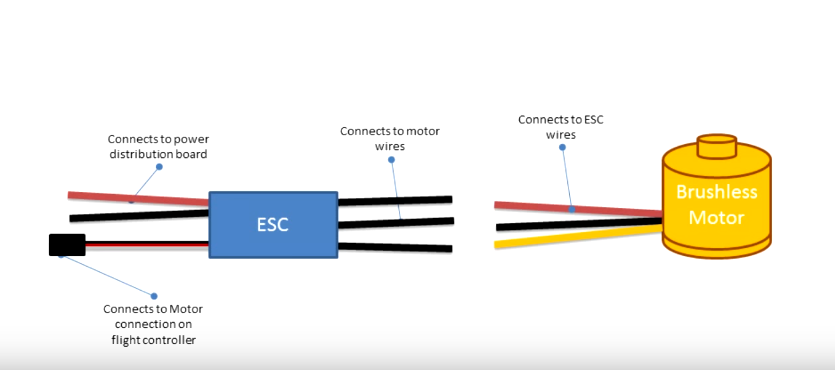 Connects to power
distribution board
Connects to motor
wires
Connects to ESC
wires
ESC
Brushless
Motor
Connects to Motor
connection on
flight controller